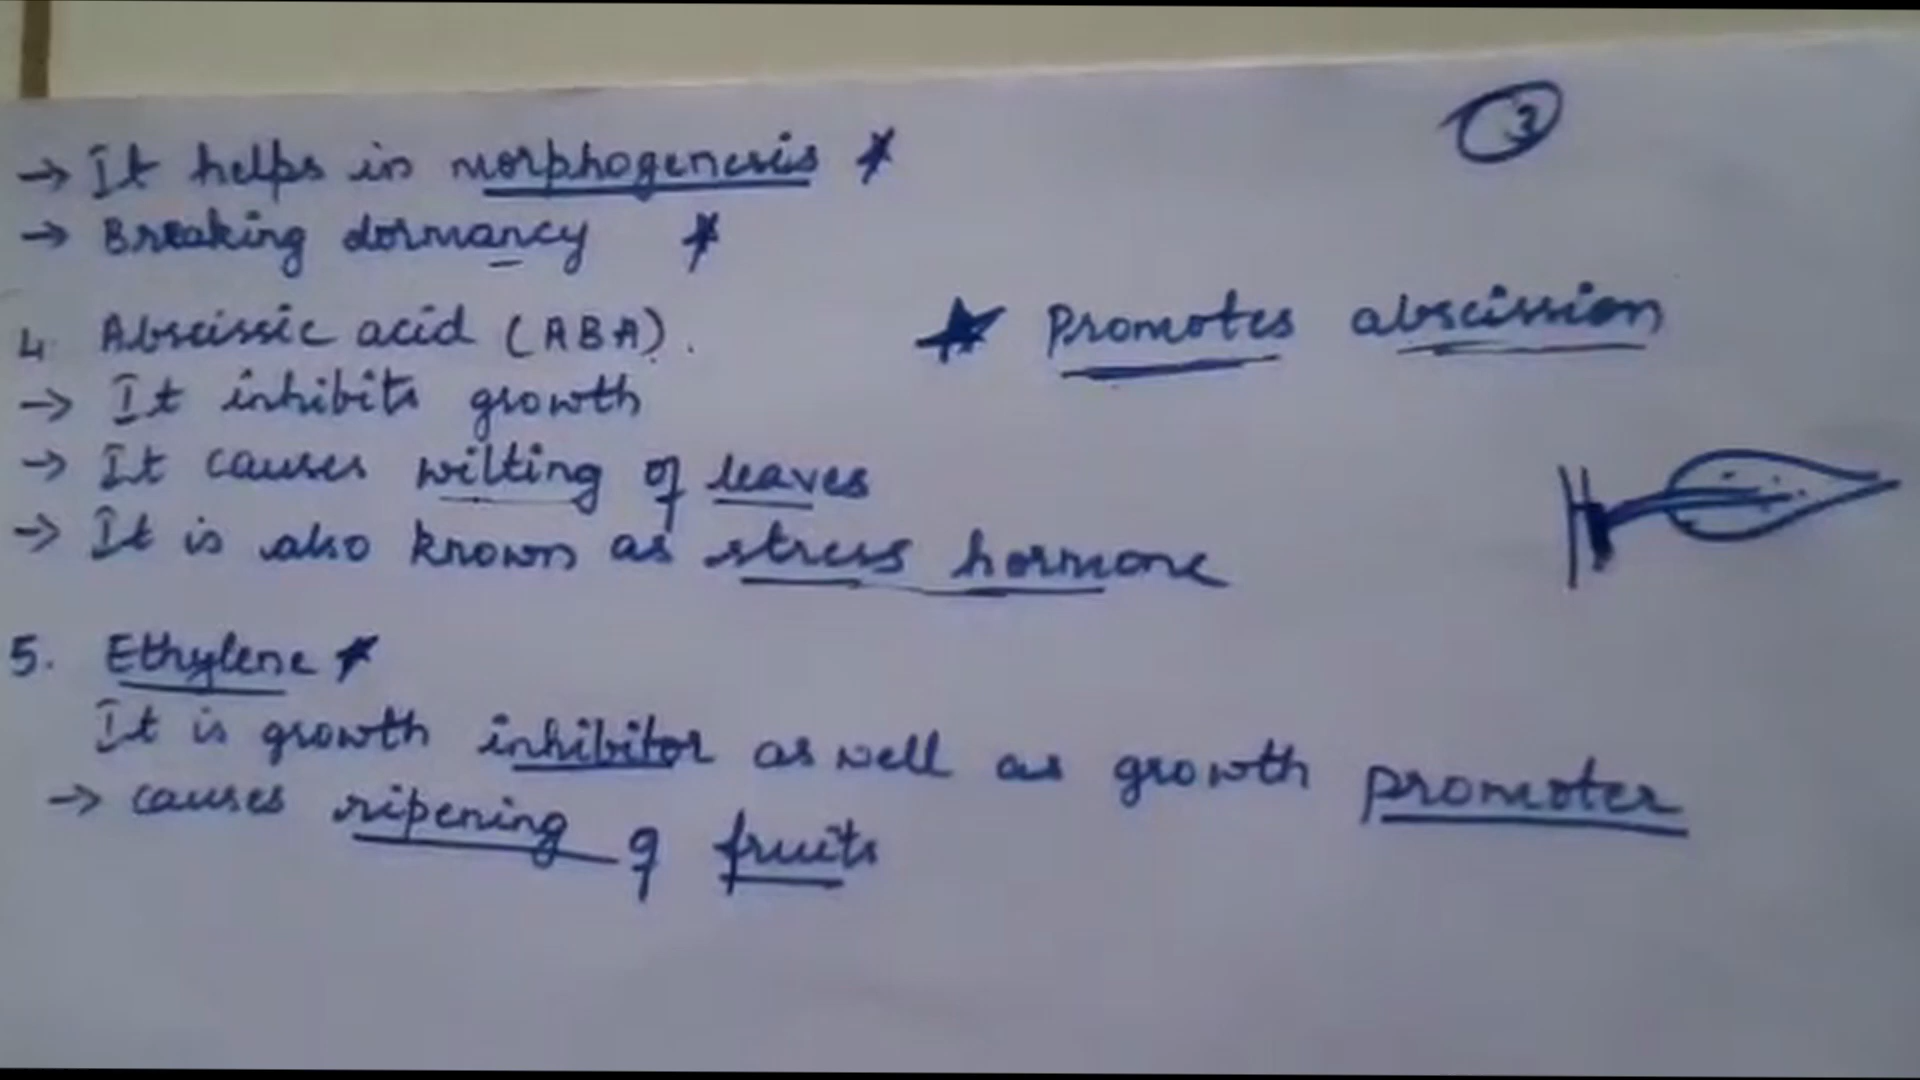 3
→ It helps in morphogenesis *
→ Breaking dormancy *
4 Abscissic acid (ABA).
★ Promotes abscission
→ It inhibits growth
→ It causes wilting of leaves
→ It is also known as stress hormone
5. Ethylene *
It is growth inhibitor as well as growth promoter
→ causes ripening of fruits